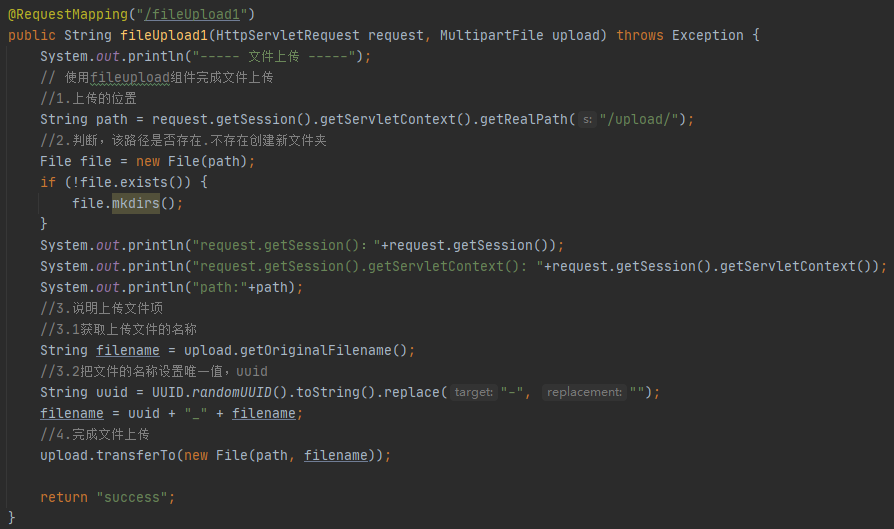 @RequestMapping("/fileUpload1")
public String fileUpload1(HttpServletRequest request, MultipartFile upload) throws Exception {
    System.out.println("----- 文件上传 -----");
    // 使用fileupload组件完成文件上传
    //1.上传的位置
    String path = request.getSession().getServletContext().getRealPath( s: "/upload/");
    //2.判断，该路径是否存在.不存在创建新文件夹
    File file = new File(path);
    if (!file.exists()) {
        file.mkdirs();
    }
    System.out.println("request.getSession()："+request.getSession());
    System.out.println("request.getSession().getServletContext()： "+request.getSession().getServletContext());
    System.out.println("path:"+path);
    //3.说明上传文件项
    //3.1获取上传文件的名称
    String filename = upload.getOriginalFilename();
    //3.2把文件的名称设置唯一值，uuid
    String uuid = UUID.randomUUID().toString().replace( target: "-", replacement: "");
    filename = uuid + "_" + filename;
    //4.完成文件上传
    upload.transferTo(new File(path, filename));
    return "success";
}